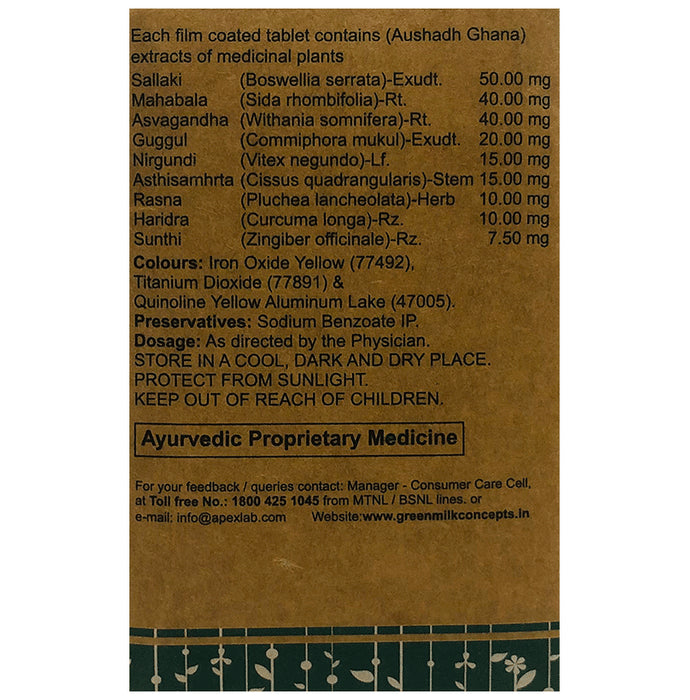 Each film coated tablet contains (Aushadh Ghana)
extracts of medicinal plants
Sallaki (Boswellia serrata)-Exudt. 50.00 mg
Mahabala (Sida rhombifolia)-Rt. 40.00 mg
Asvagandha (Withania somnifera)-Rt. 40.00 mg
Guggul (Commiphora mukul)-Exudt. 20.00 mg
Nirgundi (Vitex negundo)-Lf. 15.00 mg
Asthisamhrta (Cissus quadrangularis)-Stem 15.00 mg
Rasna (Pluchea lancheolata)-Herb 10.00 mg
Haridra (Curcuma longa)-Rz. 10.00 mg
Sunthi (Zingiber officinale)-Rz. 7.50 mg
Colours: Iron Oxide Yellow (77492),
Titanium Dioxide (77891) &
Quinoline Yellow Aluminum Lake (47005).
Preservatives: Sodium Benzoate IP.
Dosage: As directed by the Physician.
STORE IN A COOL, DARK AND DRY PLACE.
PROTECT FROM SUNLIGHT.
KEEP OUT OF REACH OF CHILDREN.
Ayurvedic Proprietary Medicine
For your feedback / queries contact: Manager - Consumer Care Cell,
at Toll free No.: 1800 425 1045 from MTNL / BSNL lines. or
e-mail: info@apexlab.com Website:www.greenmilkconcepts.in